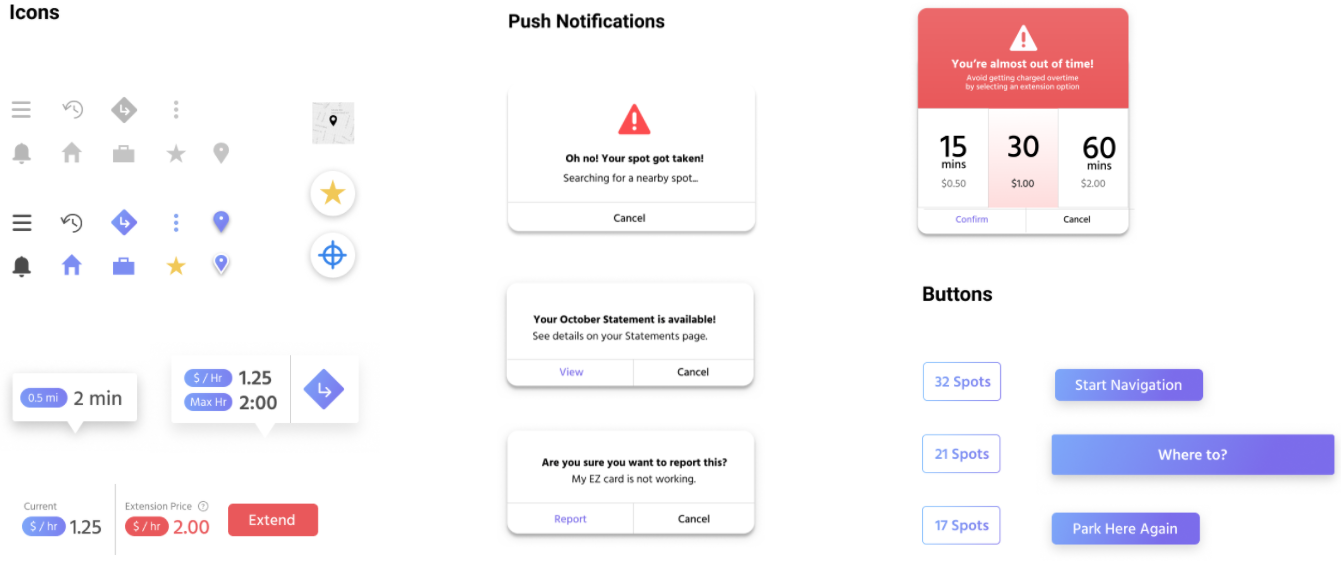 Icons
0.5 mi 2 min
$ / Hr 1.25
Max Hr 2:00
Current
$ / hr 1.25
Extension Price ?
$ / hr 2.00
Extend
Push Notifications
Oh no! Your spot got taken!
Searching for a nearby spot...
Cancel
Your October Statement is available!
See details on your Statements page.
View Cancel
Are you sure you want to report this?
My EZ card is not working.
Report Cancel
You're almost out of time!
Avoid getting charged overtime
by selecting an extension option
15 30 60
mins mins
$0.50 $1.00 $2.00
Confirm Cancel
Buttons
32 Spots Start Navigation
21 Spots Where to?
17 Spots Park Here Again